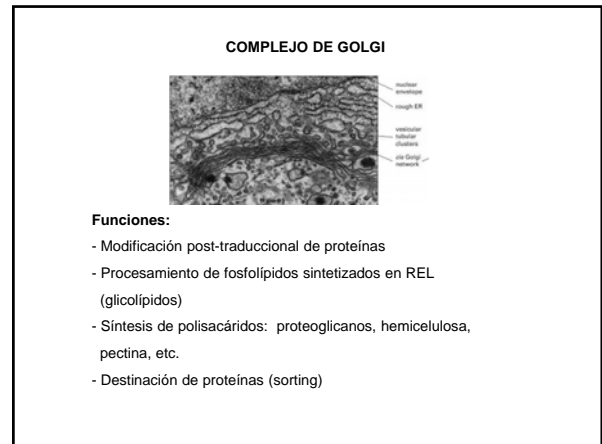 COMPLEJO DE GOLGI
nuclear
envelope
rough ER
vesicular
tubular
clusters
cis Golgi
network
Funciones:
- Modificación post-traduccional de proteínas
- Procesamiento de fosfolípidos sintetizados en REL
(glicolípidos)
- Síntesis de polisacáridos: proteoglicanos, hemicelulosa,
pectina, etc.
- Destinación de proteínas (sorting)